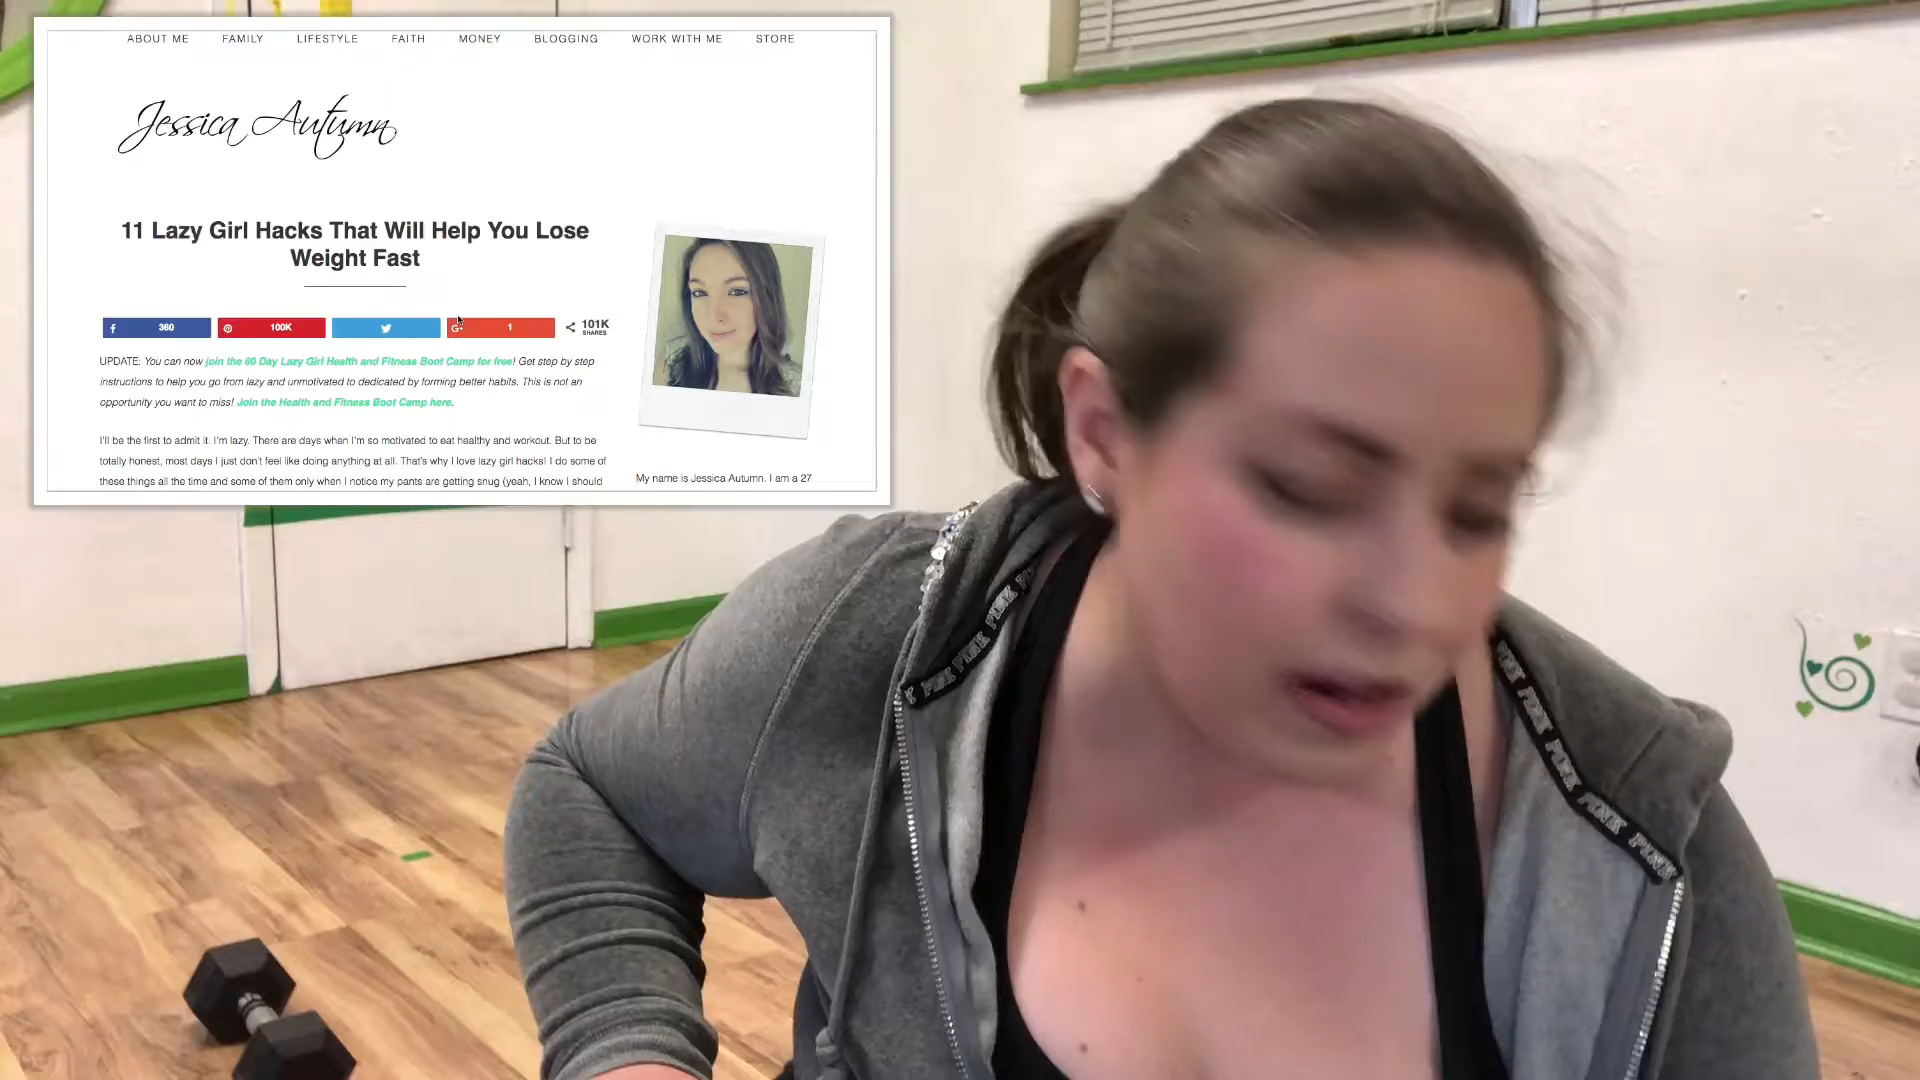 ABOUT ME FAMILY LIFESTYLE FAITH MONEY BLOGGING WORK WITH ME STORE
Jessica Autumn
11 Lazy Girl Hacks That Will Help You Lose
Weight Fast
360 100K 1 101K
SHARES
UPDATE: You can now join the 60 Day Lazy Girl Health and Fitness Boot Camp for free! Get step by step
instructions to help you go from lazy and unmotivated to dedicated by forming better habits. This is not an
opportunity you want to miss! Join the Health and Fitness Boot Camp here.
I'll be the first to admit it. I'm lazy. There are days when I'm so motivated to eat healthy and workout. But to be
totally honest, most days I just don't feel like doing anything at all. That's why I love lazy girl hacks! I do some of
these things all the time and some of them only when I notice my pants are getting snug (yeah, I know I should
My name is Jessica Autumn. I am a 27
PINK PINK PINK
PINK PINK PINK PINK PINK